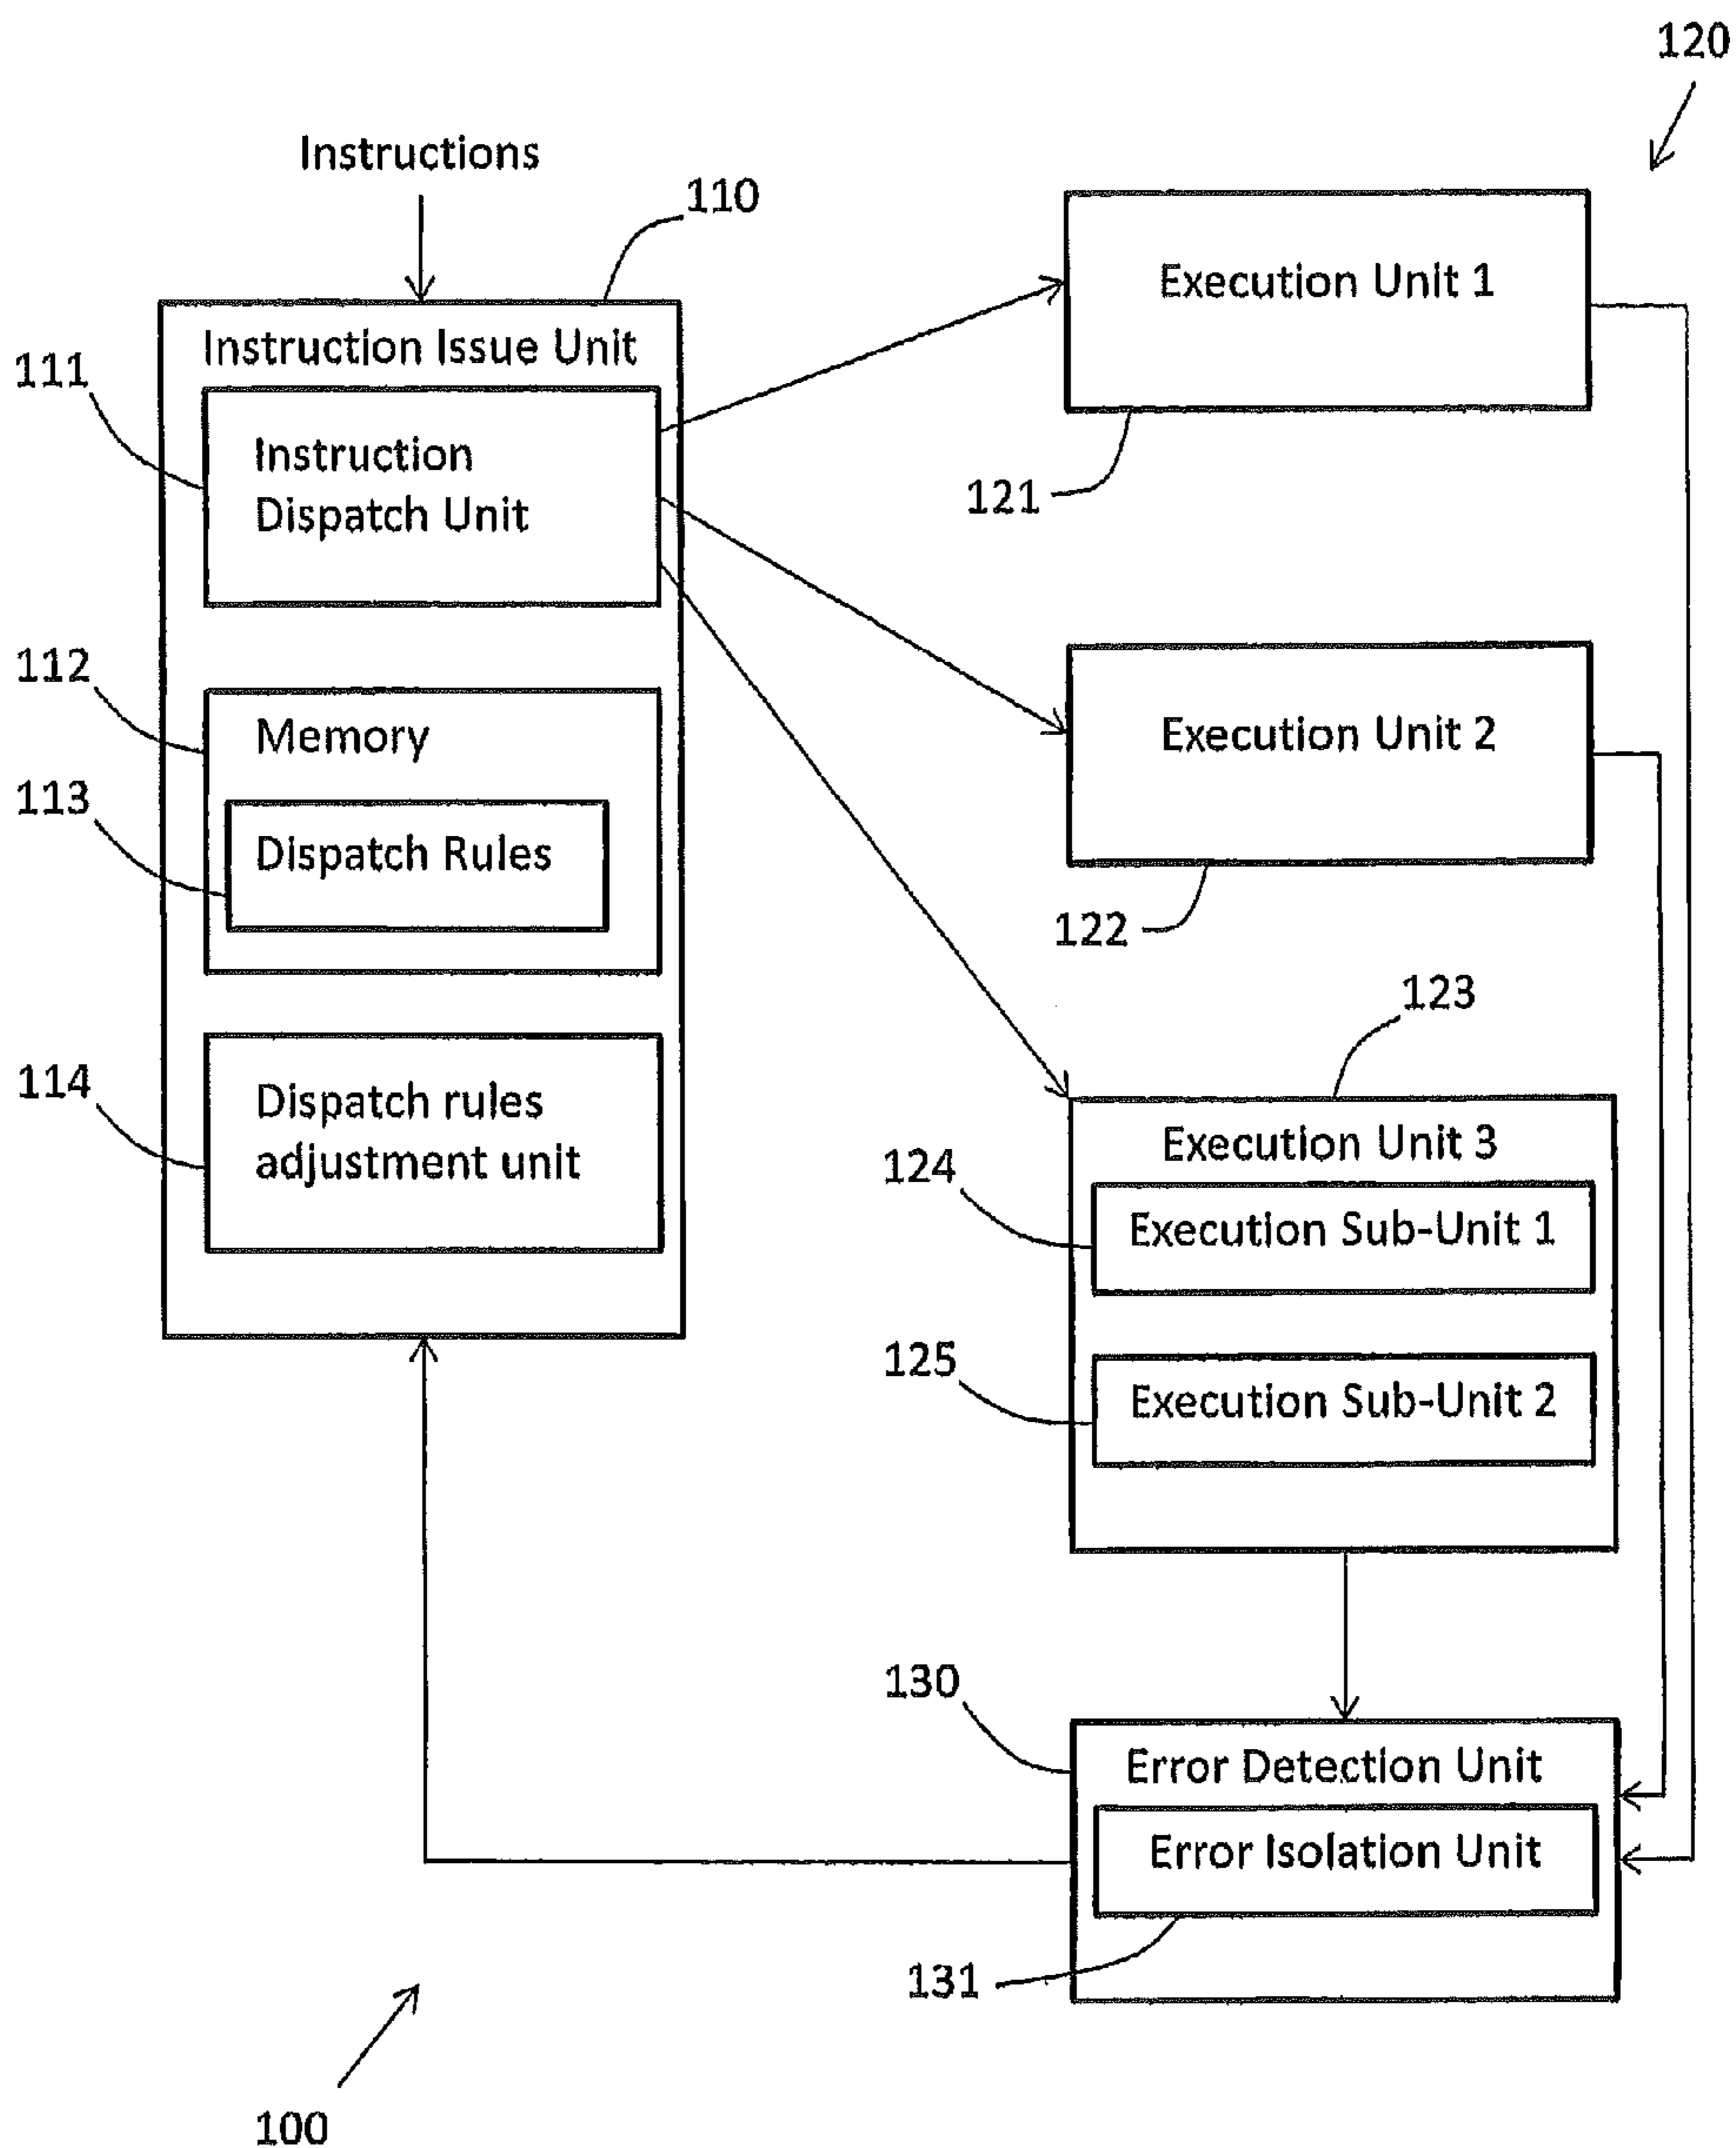 120
Instructions
110
Instruction Issue Unit
111
Instruction
Dispatch Unit
112
Memory
113
Dispatch Rules
114
Dispatch rules
adjustment unit
Execution Unit 1
121
Execution Unit 2
122
123
Execution Unit 3
124
Execution Sub-Unit 1
125
Execution Sub-Unit 2
130
Error Detection Unit
Error Isolation Unit
131
100